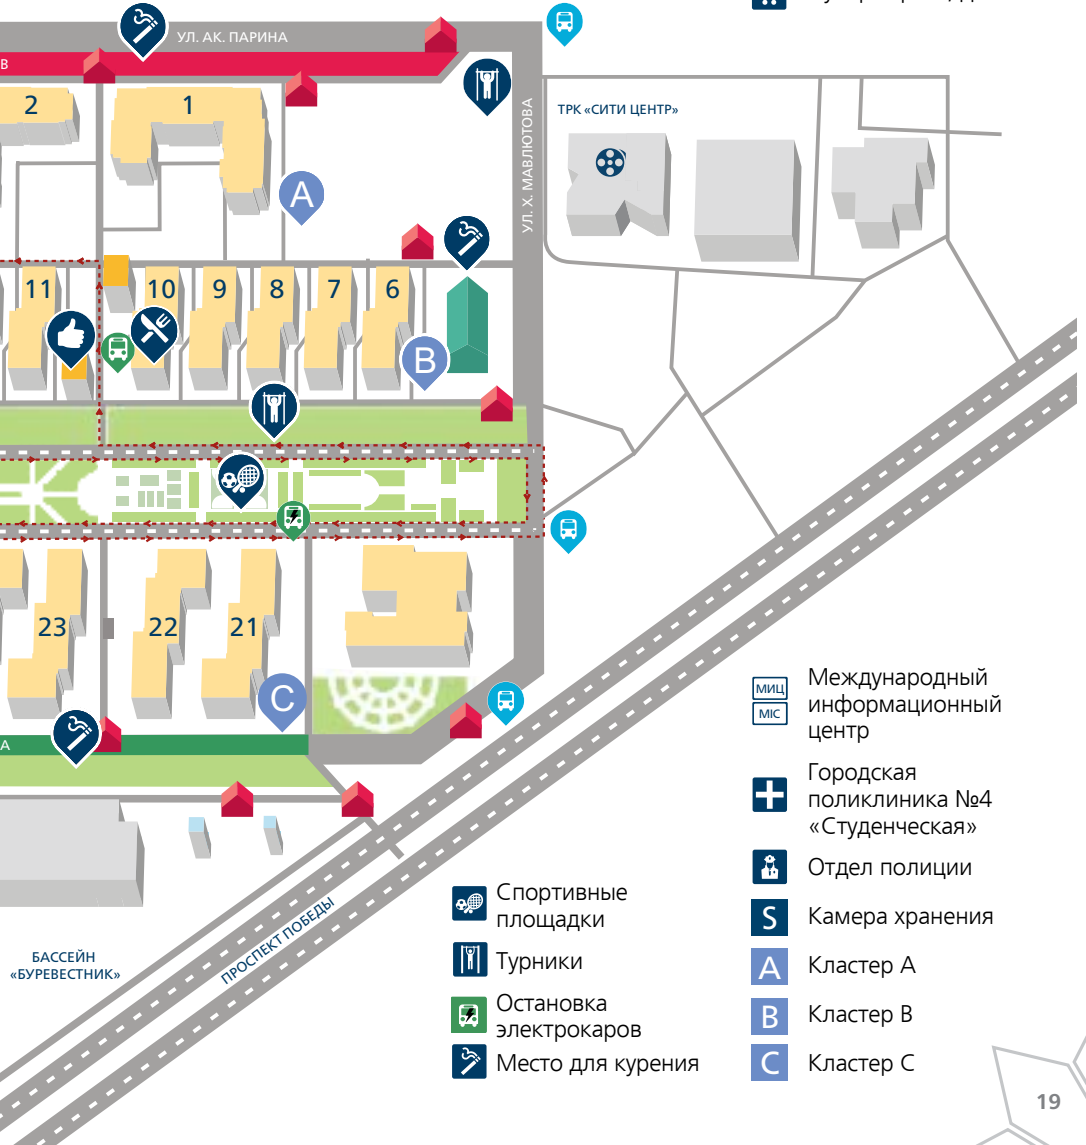 УЛ. АК. ПАРИНА
В
2
1
А
УЛ. Х. МАВЛЮТОВА
ТРК «СИТИ ЦЕНТР»
11
10
9
8
7
6
B
23
22
21
C
А
БАССЕЙН
«БУРЕВЕСТНИК»
ПРОСПЕКТ ПОБЕДЫ
Спортивные
площадки
Турники
Остановка
электрокаров
Место для курения
МИЦ
MIC
Международный
информационный
центр
Городская
поликлиника №4
«Студенческая»
Отдел полиции
S
Камера хранения
A
Кластер А
B
Кластер В
C
Кластер С
19